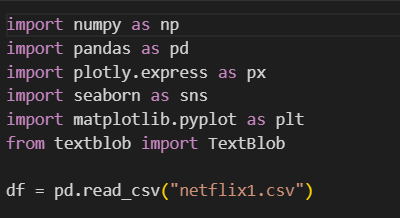 import numpy as np
import pandas as pd
import plotly.express as px
import seaborn as sns
import matplotlib.pyplot as plt
from textblob import TextBlob
df = pd.read_csv("netflix1.csv")